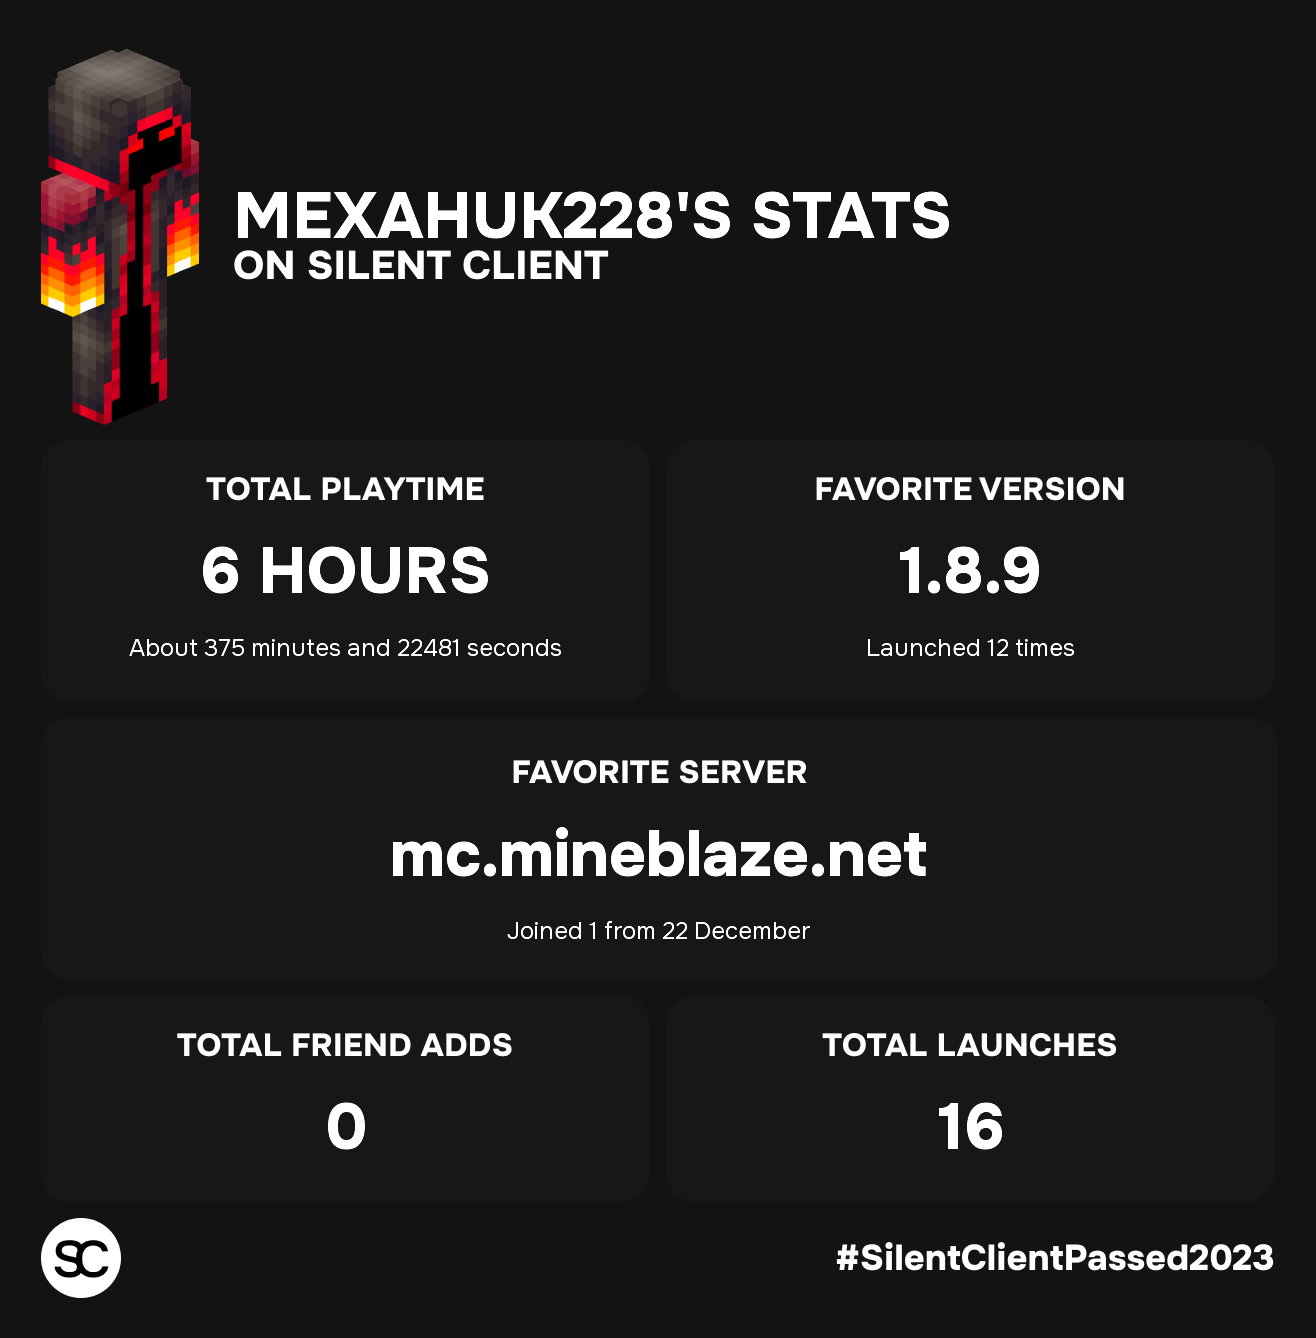 MEXAHUK228'S STATS
ON SILENT CLIENT
TOTAL PLAYTIME
6 HOURS
About 375 minutes and 22481 seconds
FAVORITE VERSION
1.8.9
Launched 12 times
FAVORITE SERVER
mc.mineblaze.net
Joined 1 from 22 December
TOTAL FRIEND ADDS
0
TOTAL LAUNCHES
16
SC
#SilentClientPassed2023